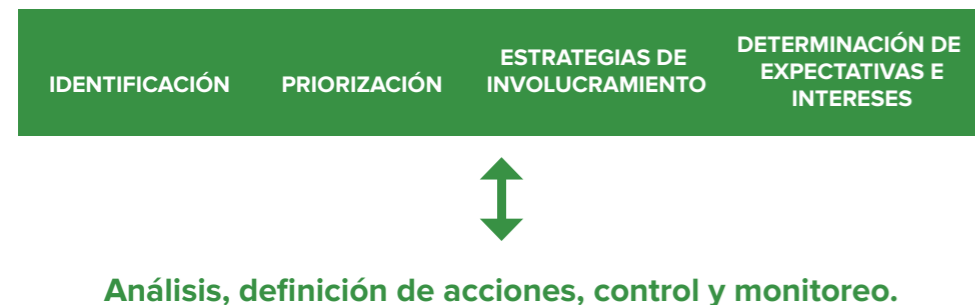 IDENTIFICACIÓN
PRIORIZACIÓN
ESTRATEGIAS DE
INVOLUCRAMIENTO
DETERMINACIÓN DE
EXPECTATIVAS E
INTERESES
Análisis, definición de acciones, control y monitoreo.